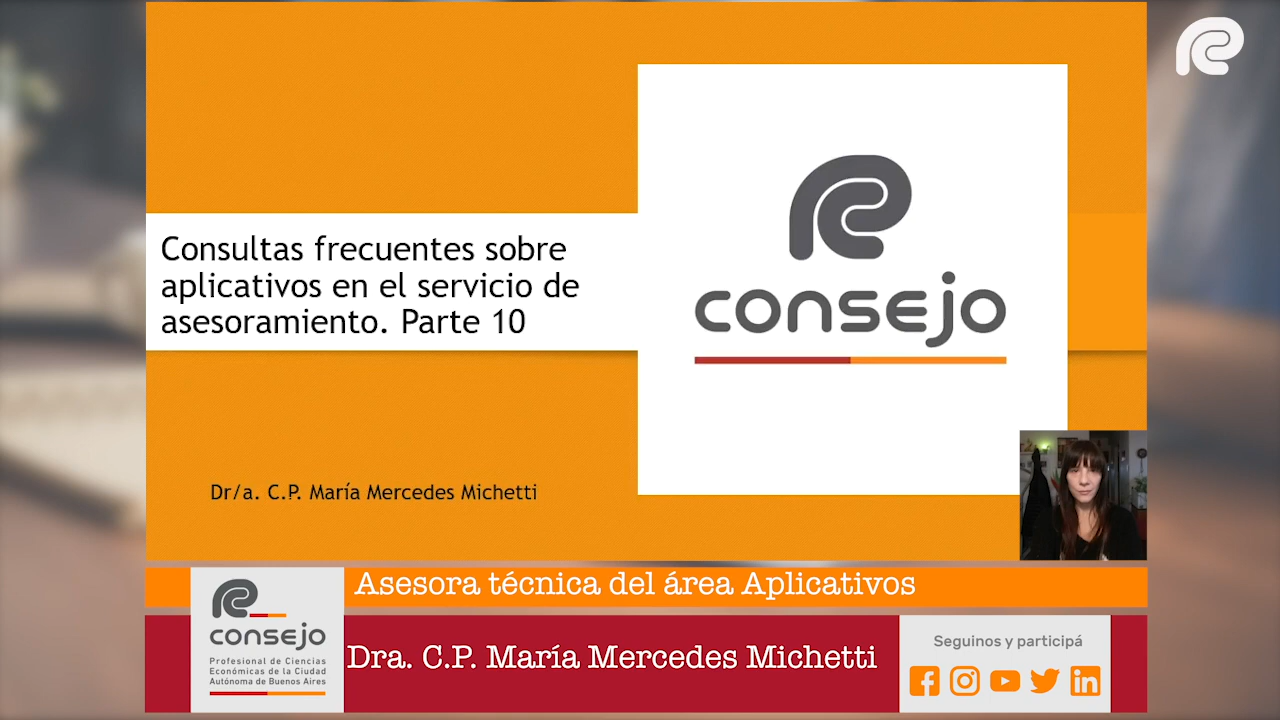 Consultas frecuentes sobre
aplicativos en el servicio de
asesoramiento. Parte 10
consejo
Dr/a. C.P. María Mercedes Michetti
Asesora técnica del área Aplicativos
consejo
Profesional de Ciencias
Económicas de la Ciudad
Autónoma de Buenos Aires
Dra. C.P. María Mercedes Michetti
Seguinos y participá